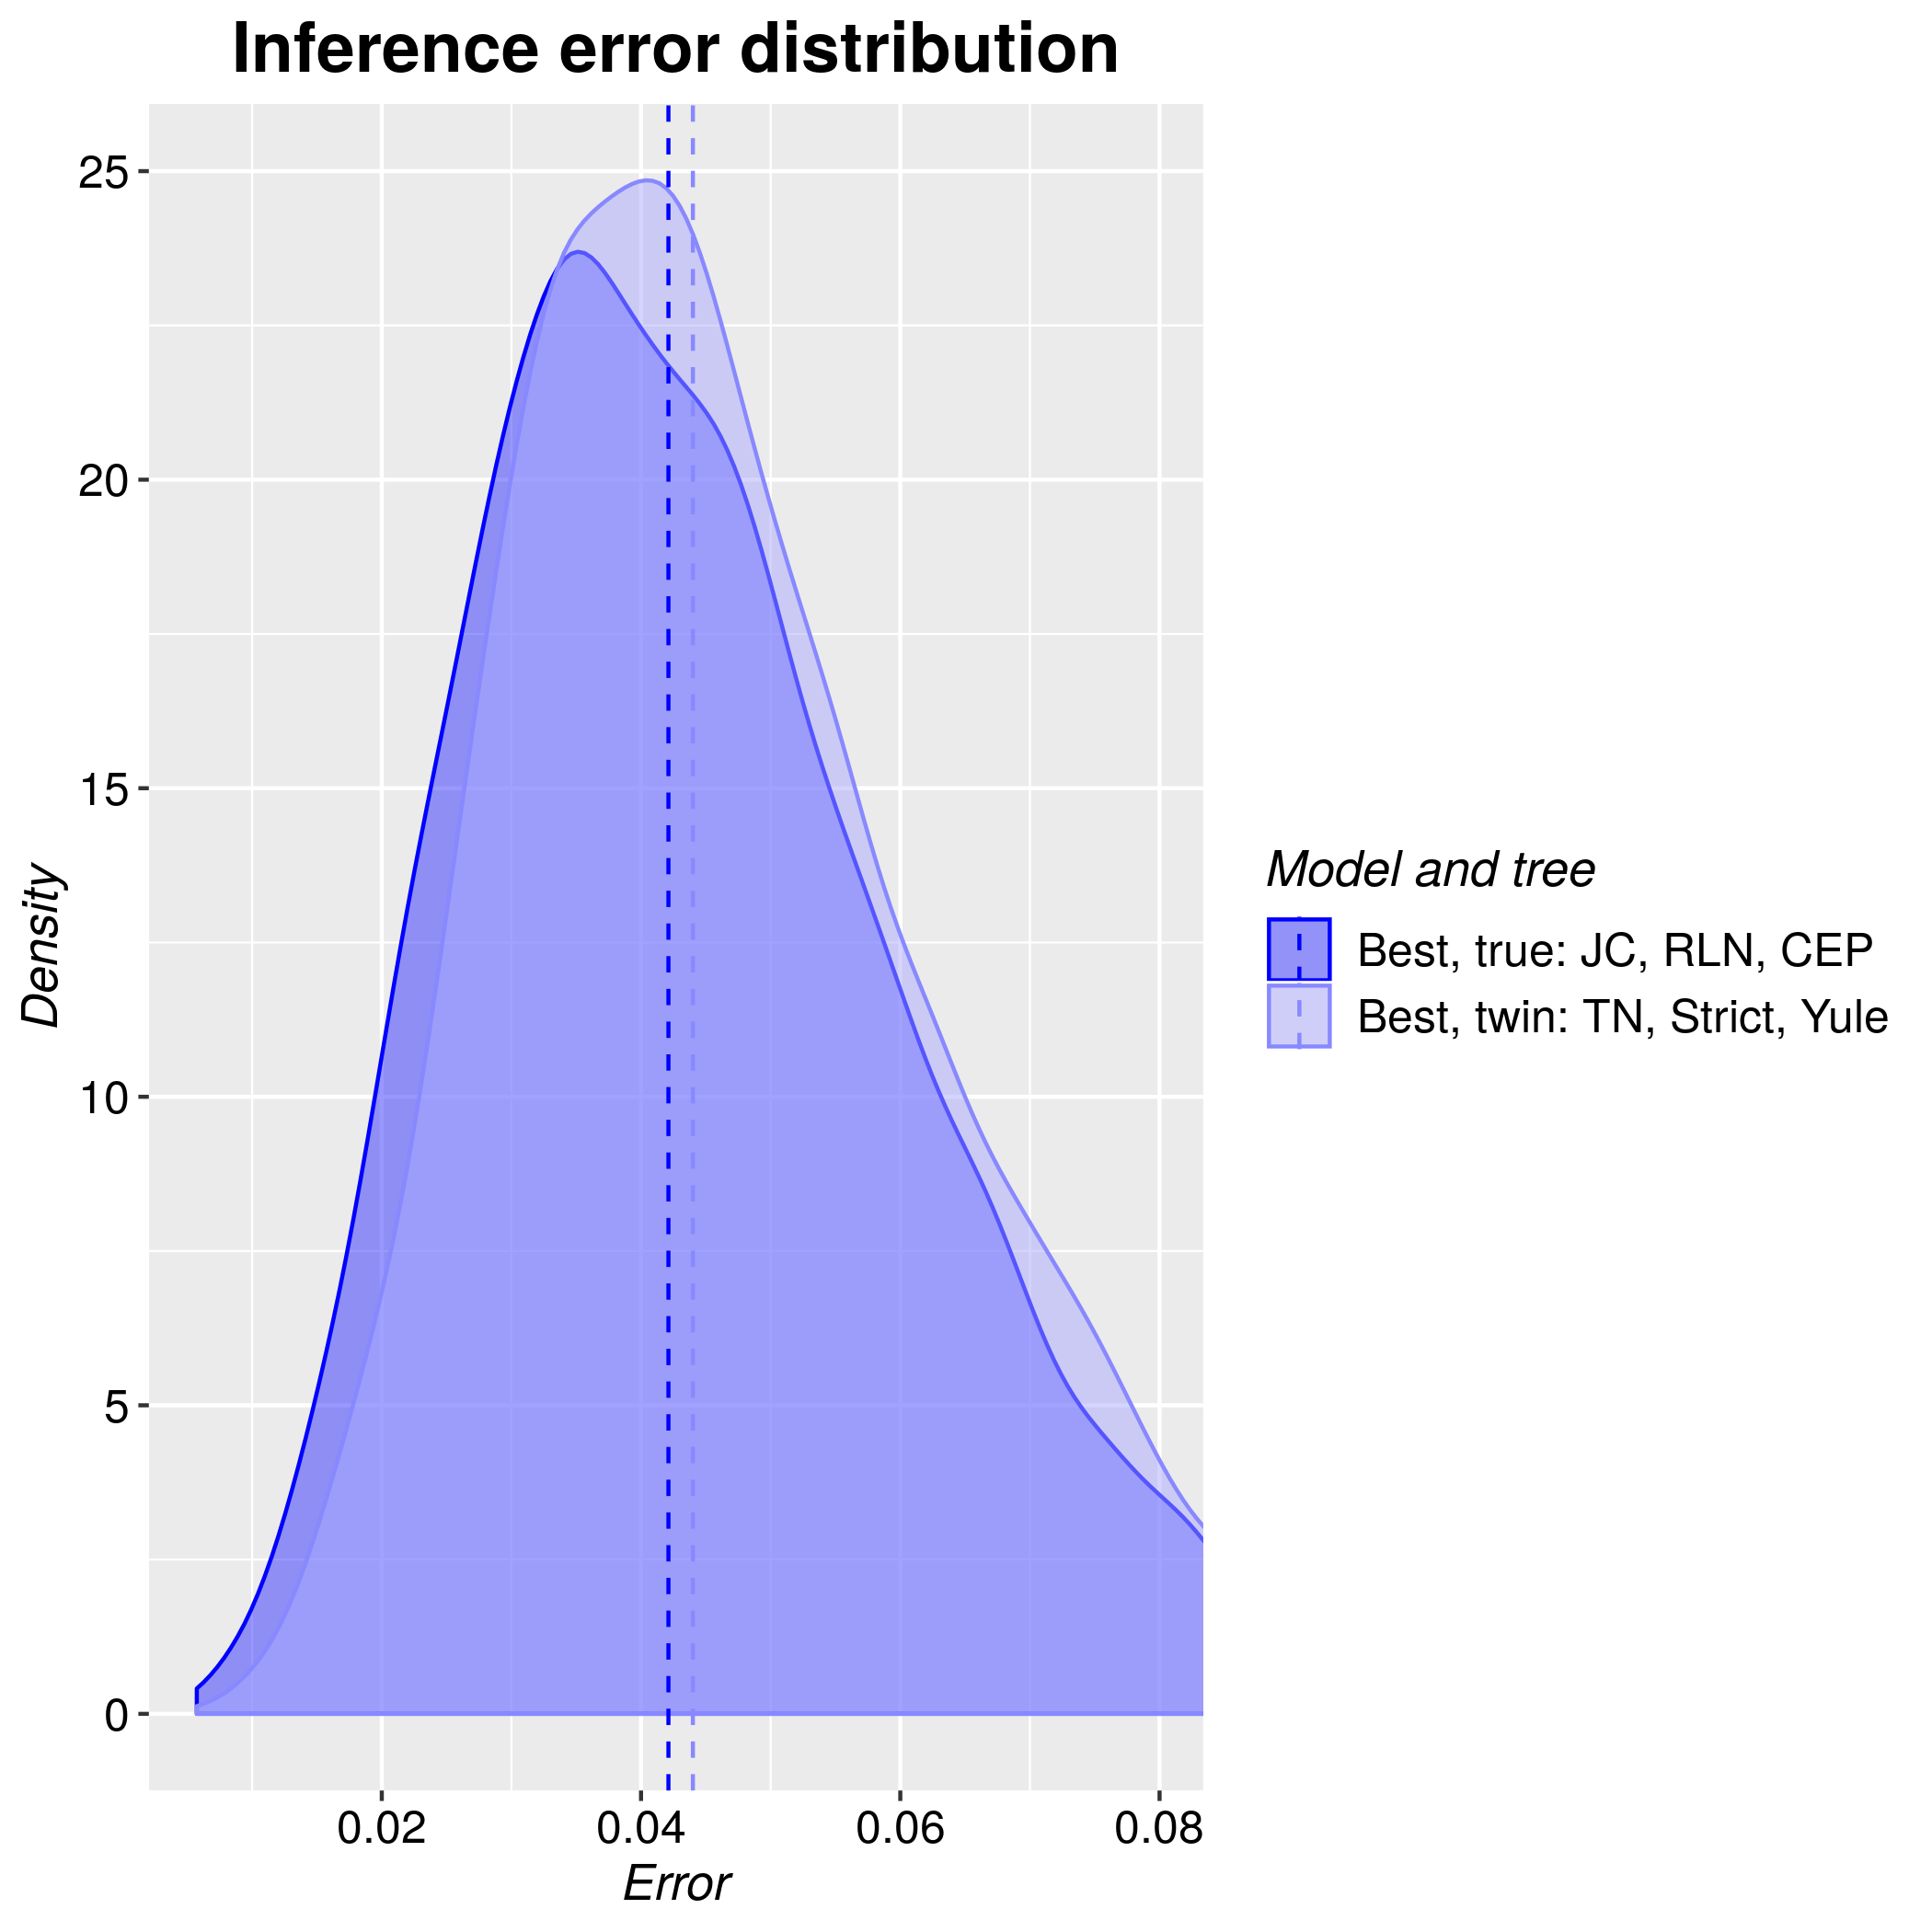 Inference error distribution
25
20
15
10
5
0
Density
0.02 0.04 0.06 0.08
Error
Model and tree
Best, true: JC, RLN, CEP
Best, twin: TN, Strict, Yule